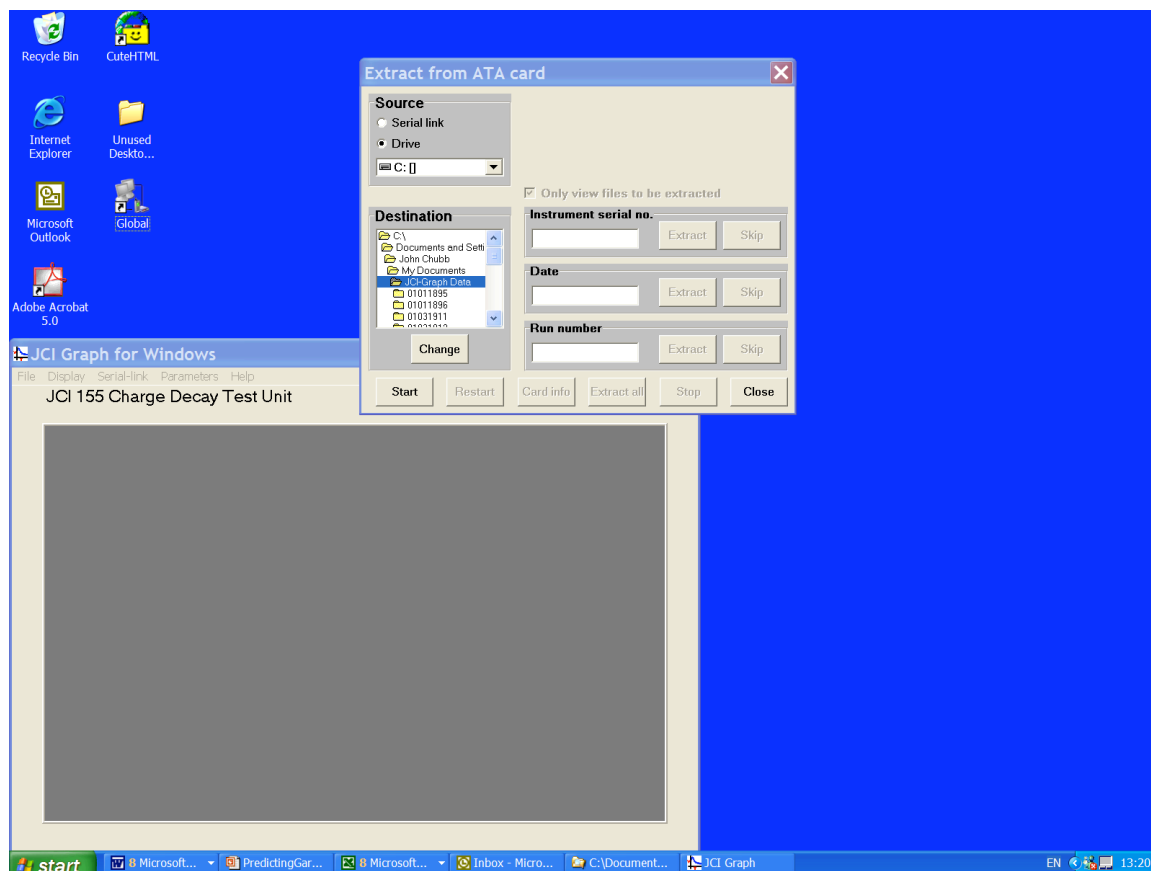 Recycle Bin
CuteHTML
Internet Explorer
Unused Deskto...
Microsoft Outlook
Global
Adobe Acrobat 5.0
Extract from ATA card
Source
Serial link
Drive
C: []
Only view files to be extracted
Destination
C:\
Documents and Setti
John Chubb
My Documents
JCI-Graph Data
01011895
01011896
01031911
Change
Instrument serial no.
Extract Skip
Date
Extract Skip
Run number
Extract Skip
Start Restart Card info Extract all Stop Close
JCI Graph for Windows
File Display Serial-link Parameters Help
JCI 155 Charge Decay Test Unit
start 8 Microsoft... PredictingGar... 8 Microsoft... Inbox - Micro... C:\Document... JCI Graph EN 13:20